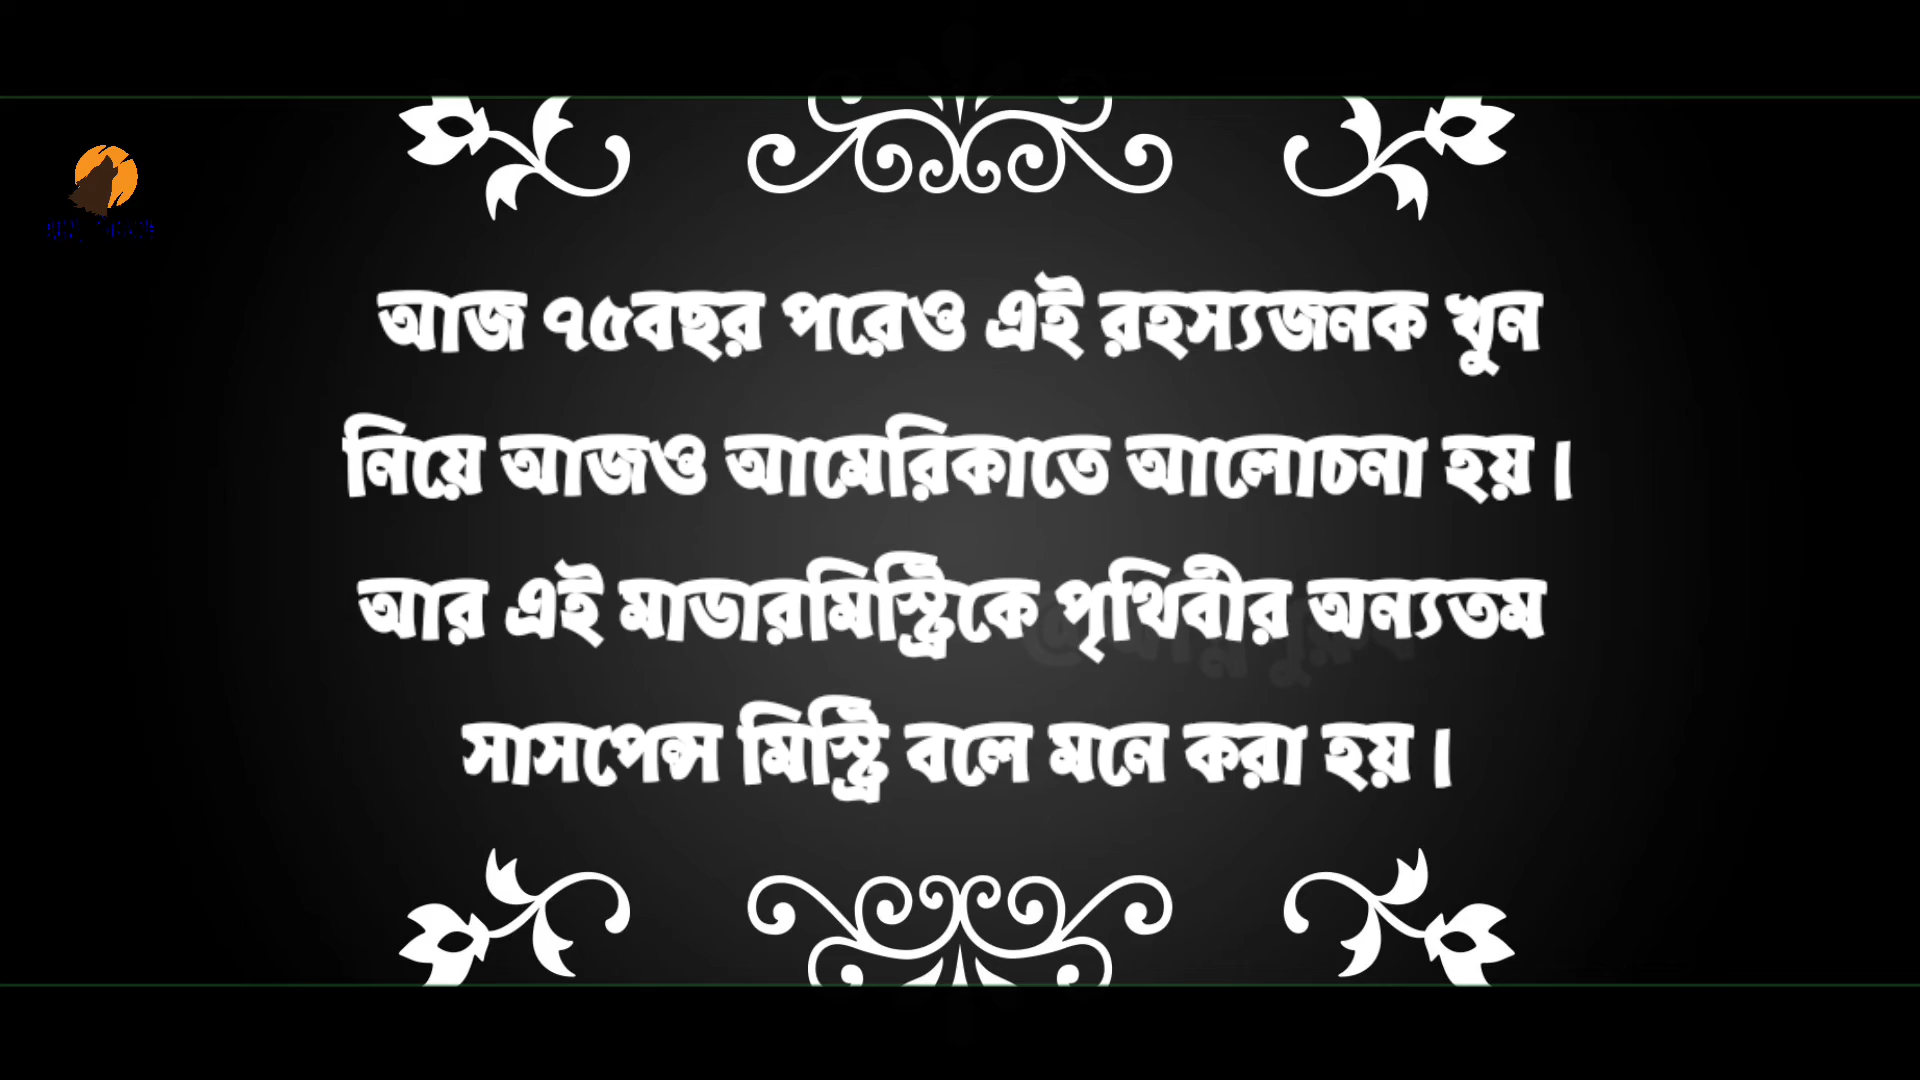 আজ ৭৫বছর পরেও এই রহস্যজনক খুন
নিয়ে আজও আমেরিকাতে আলোচনা হয়।
আর এই মাডারমিস্ট্রিকে পৃথিবীর অন্যতম
সাসপেন্স মিস্ট্রি বলে মনে করা হয়।